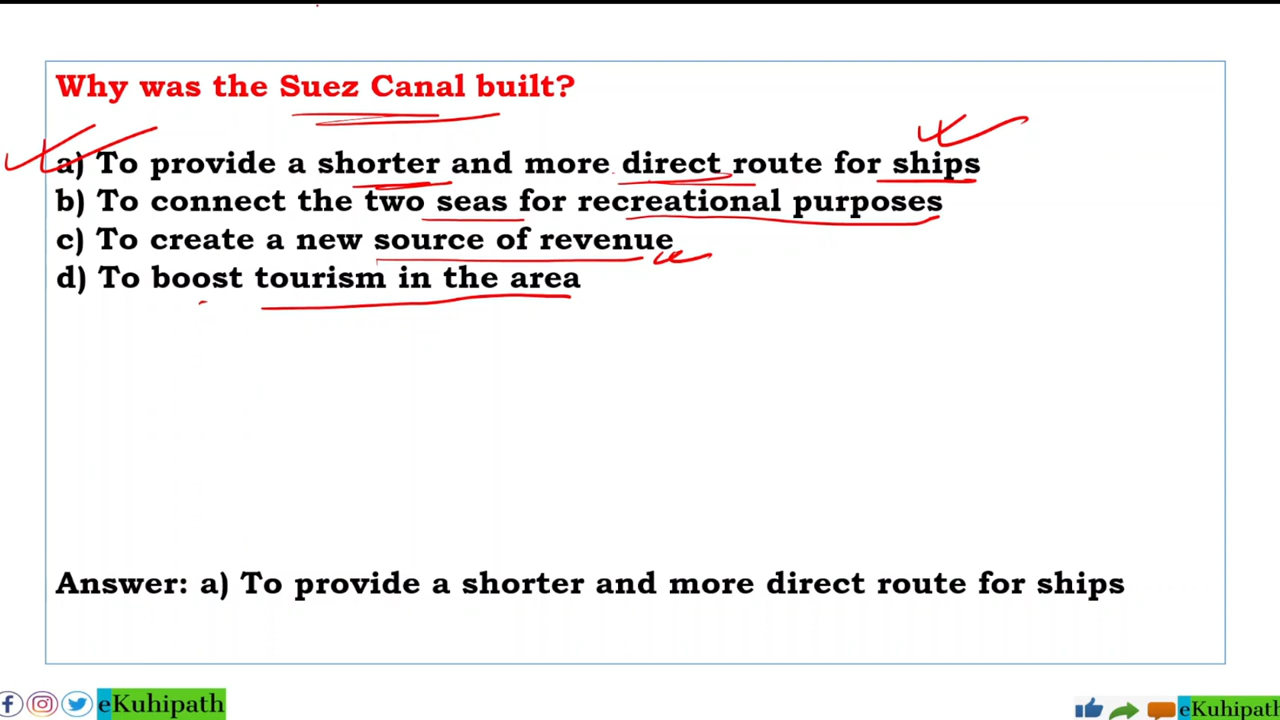 Why was the Suez Canal built?
a) To provide a shorter and more direct route for ships
b) To connect the two seas for recreational purposes
c) To create a new source of revenue
d) To boost tourism in the area
Answer: a) To provide a shorter and more direct route for ships
eKuhipath eKuhipath